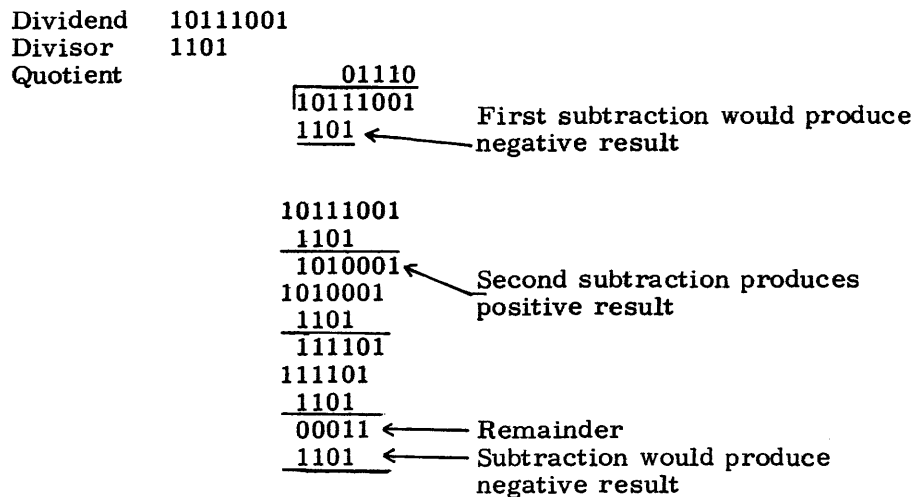 Dividend 10111001
Divisor 1101
Quotient 01110
10111001
1101
First subtraction would produce
negative result
10111001
1101
1010001
Second subtraction produces
positive result
1010001
1101
111101
111101
1101
00011
Remainder
1101
Subtraction would produce
negative result